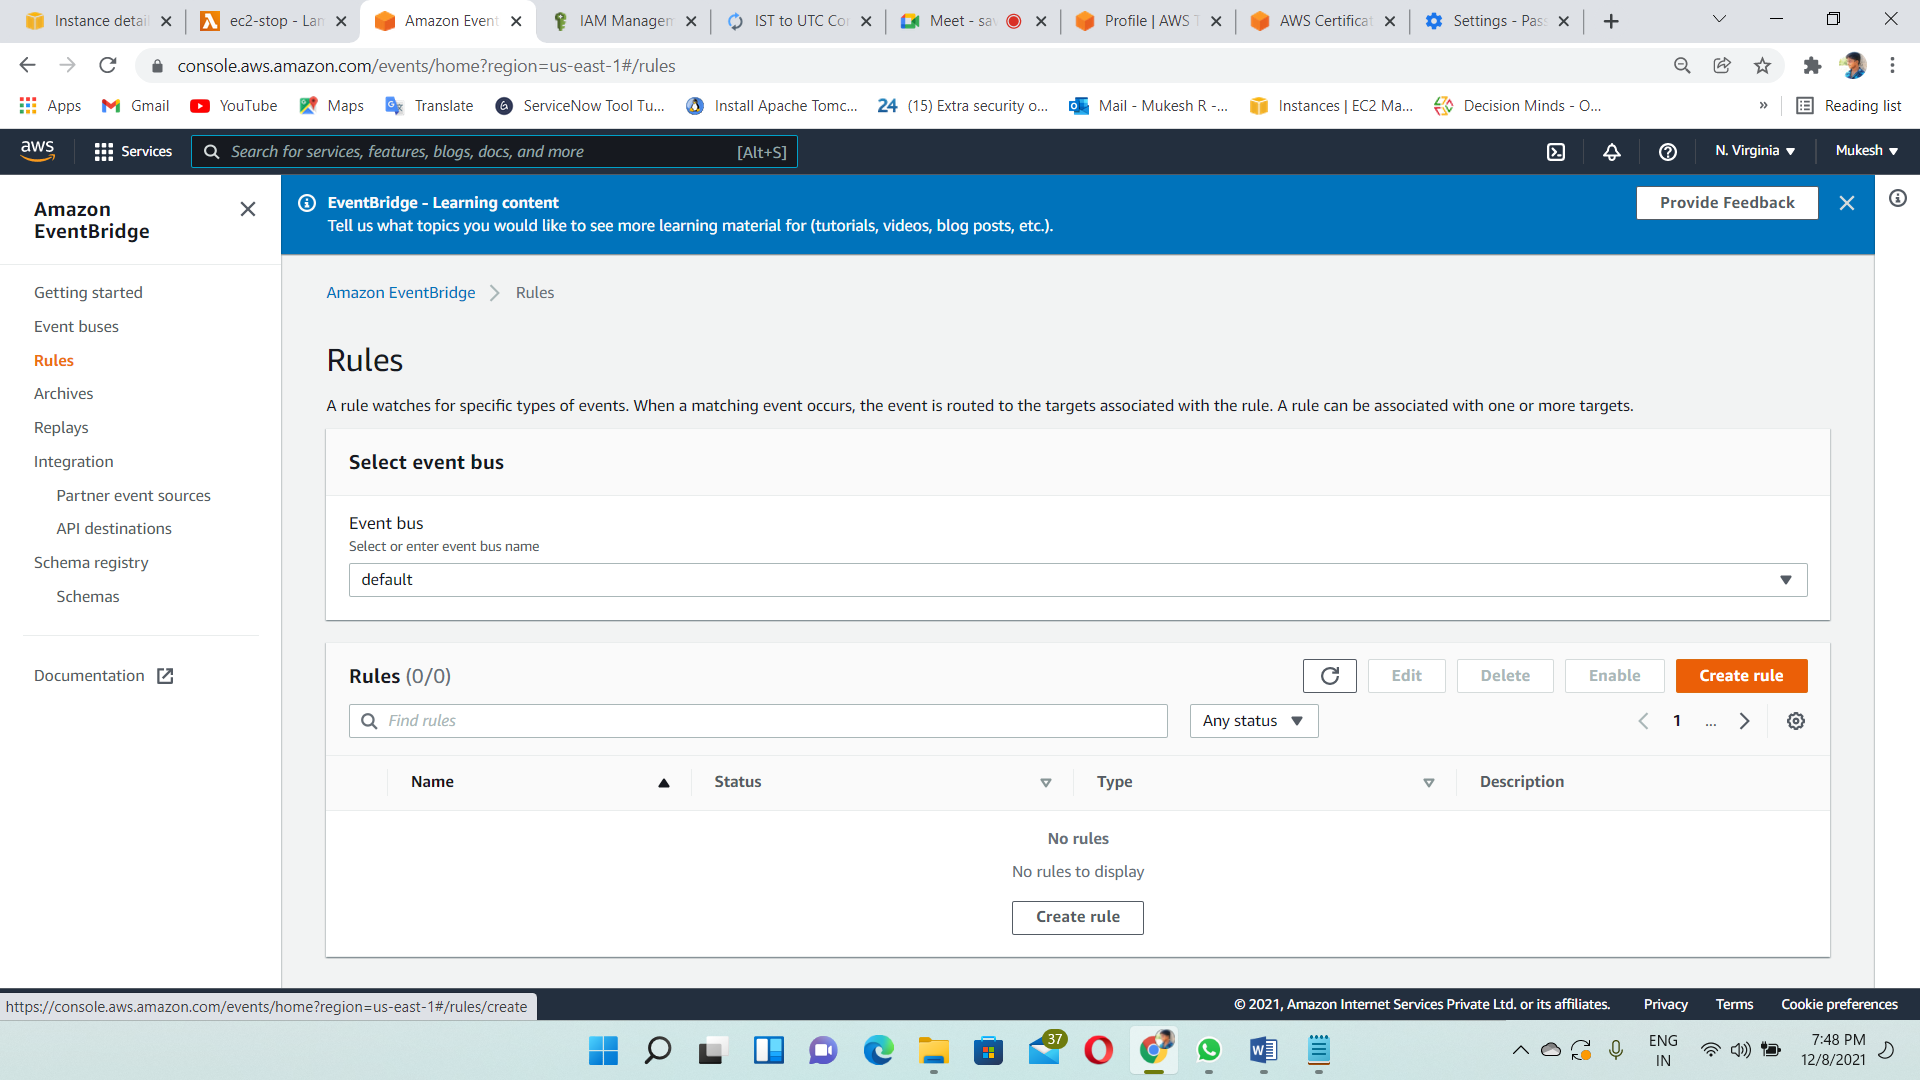 Instance detail
ec2-stop - Lan
Amazon Event
IAM Managem
IST to UTC Con
Meet - sa
Profile | AWS T
AWS Certificat
Settings - Pass
console.aws.amazon.com/events/home?region=us-east-1#/rules
Apps
Gmail
YouTube
Maps
Translate
ServiceNow Tool Tu...
Install Apache Tomc...
24 (15) Extra security o...
Mail - Mukesh R -...
Instances | EC2 Ma...
Decision Minds - O...
»
Reading list
aws
Services
Search for services, features, blogs, docs, and more
[Alt+S]
N. Virginia
Mukesh
Amazon
EventBridge
Getting started
Event buses
Rules
Archives
Replays
Integration
Partner event sources
API destinations
Schema registry
Schemas
Documentation
EventBridge - Learning content
Tell us what topics you would like to see more learning material for (tutorials, videos, blog posts, etc.).
Provide Feedback
Amazon EventBridge
Rules
Rules
A rule watches for specific types of events. When a matching event occurs, the event is routed to the targets associated with the rule. A rule can be associated with one or more targets.
Select event bus
Event bus
Select or enter event bus name
default
Rules (0/0)
Edit
Delete
Enable
Create rule
Find rules
Any status
1
...
Name
Status
Type
Description
No rules
No rules to display
Create rule
https://console.aws.amazon.com/events/home?region=us-east-1#/rules/create
© 2021, Amazon Internet Services Private Ltd. or its affiliates.
Privacy
Terms
Cookie preferences
37
ENG
IN
7:48 PM
12/8/2021